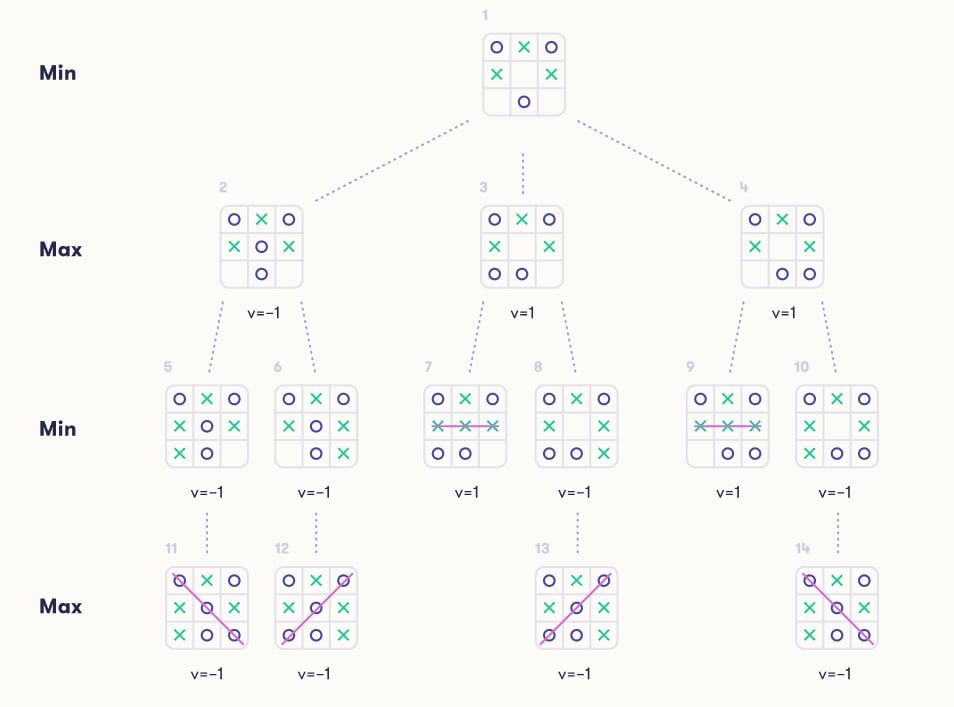 1
Min
2 3 4
Max
v=-1 v=1 v=1
5 6 7 8 9 10
Min
v=-1 v=-1 v=1 v=-1 v=1 v=-1
11 12 13 14
Max
v=-1 v=-1 v=-1 v=-1